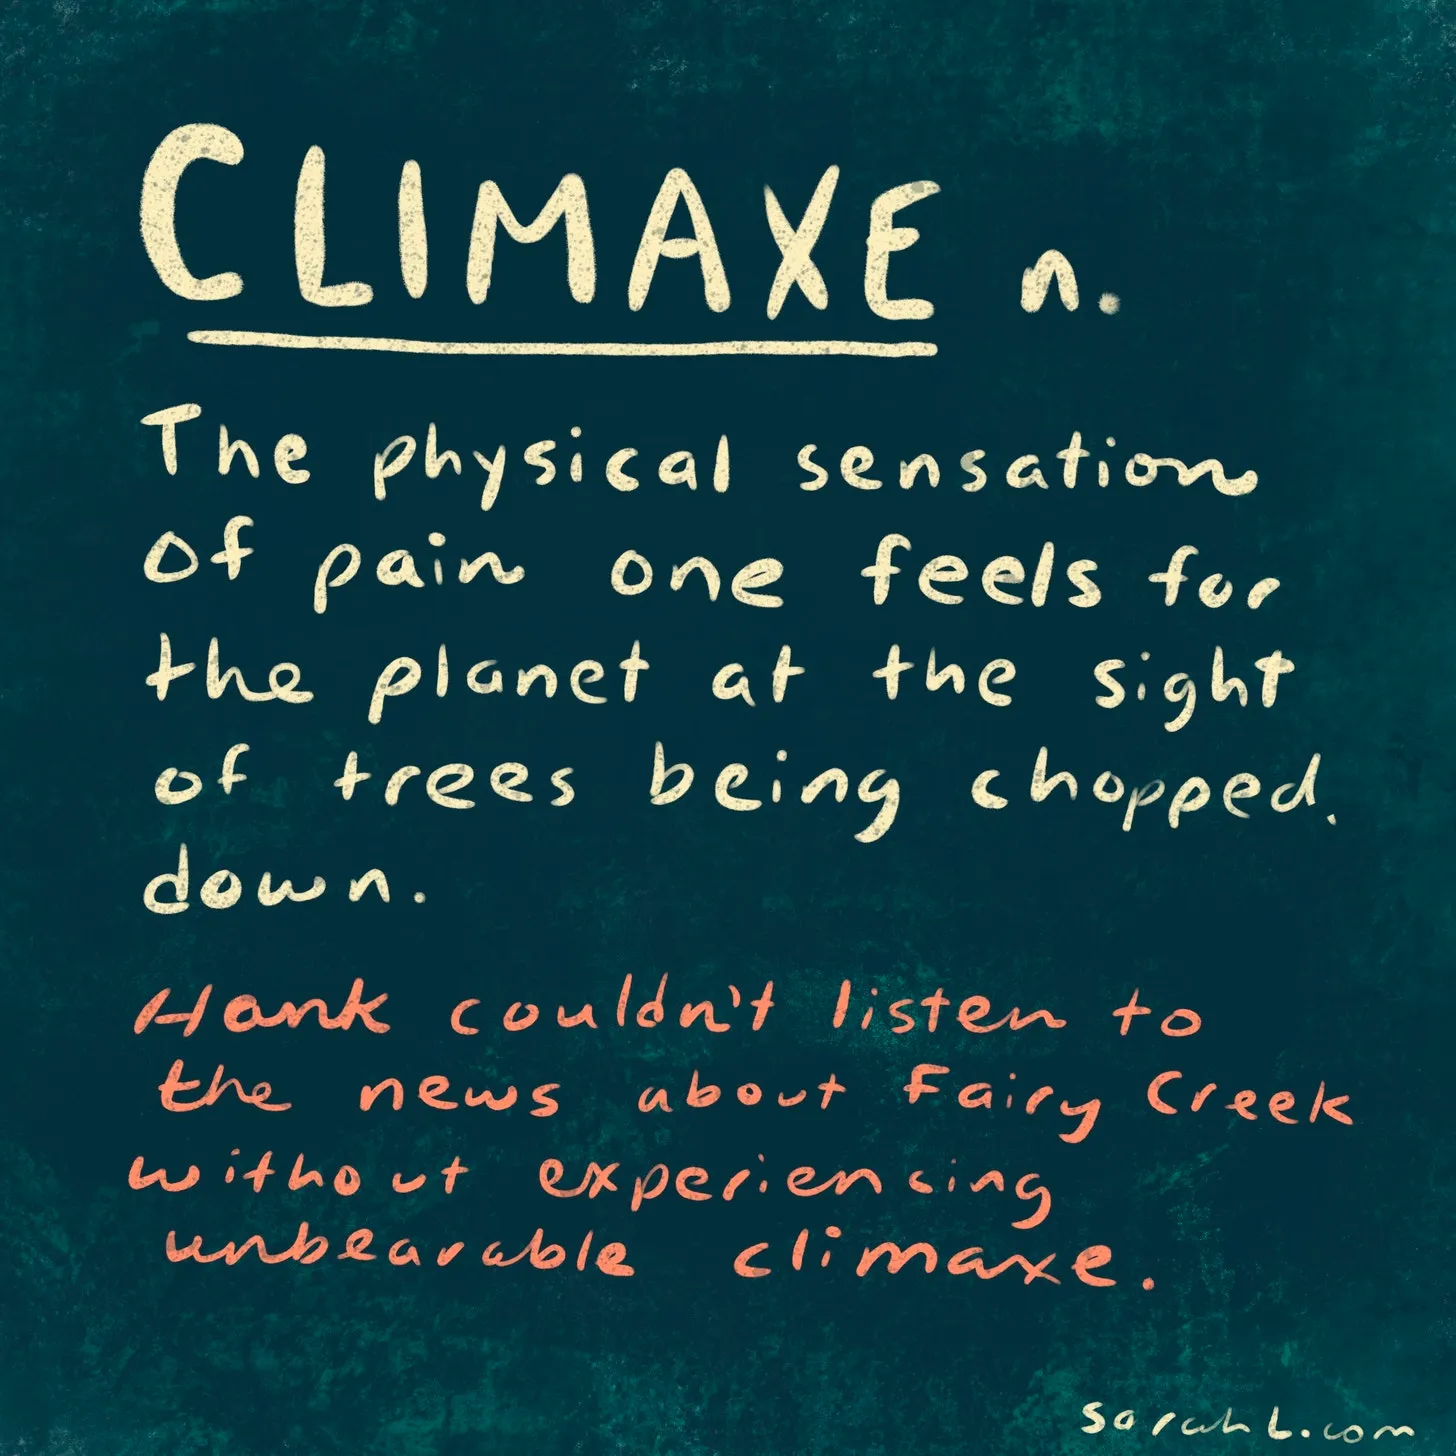 CLIMAXE n.
The physical sensation
Of pain one feels for
the planet at the sight
of trees being chopped.
down.
Hank couldn't listen to
the news about Fairy Creek
without experiencing
unbearable climaxe.
sarahL.com